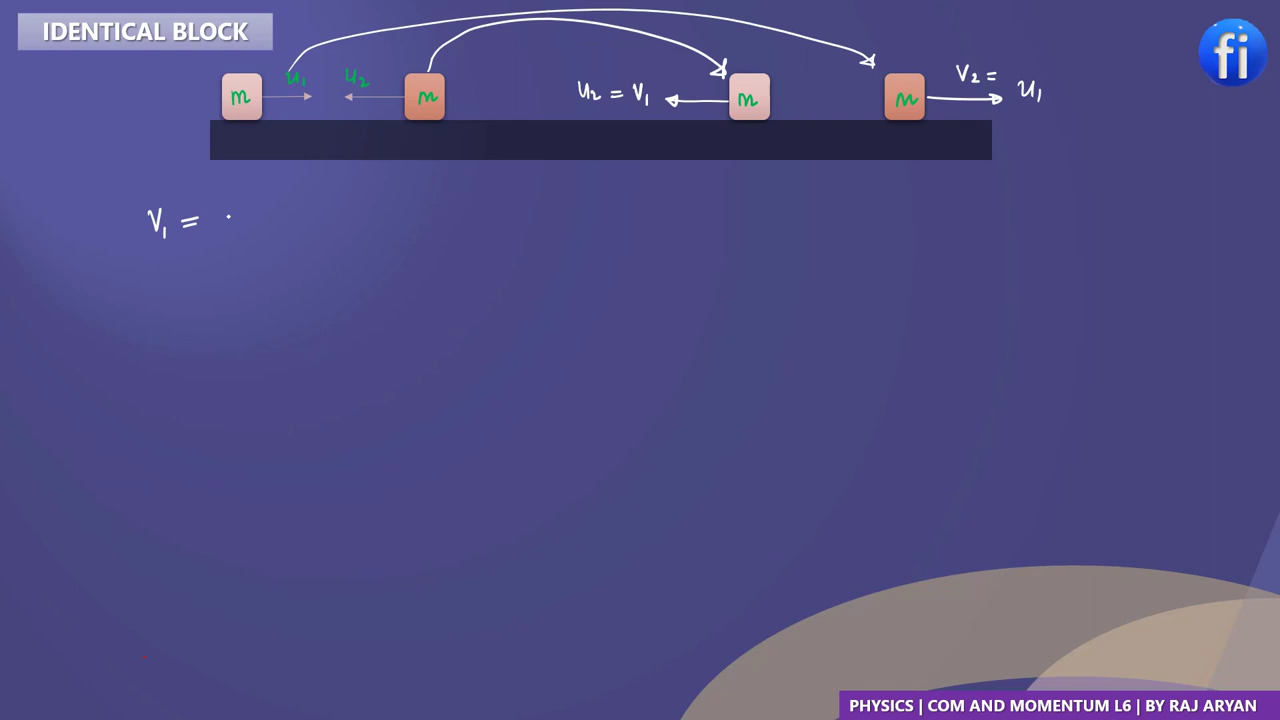 IDENTICAL BLOCK
fi
m u₁ u₂ m u₂ = v₁ m m v₂ = u₁
V₁ =
PHYSICS | COM AND MOMENTUM L6 | BY RAJ ARYAN